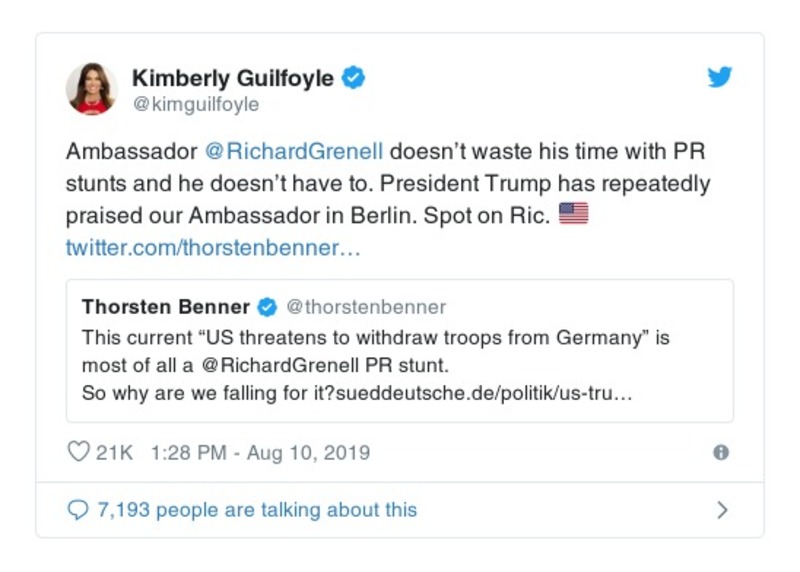 Kimberly Guilfoyle
@kimguilfoyle
Ambassador @RichardGrenell doesn’t waste his time with PR
stunts and he doesn’t have to. President Trump has repeatedly
praised our Ambassador in Berlin. Spot on Ric. 🇺🇸
twitter.com/thorstenbenner…
Thorsten Benner @thorstenbenner
This current “US threatens to withdraw troops from Germany” is
most of all a @RichardGrenell PR stunt.
So why are we falling for it?sueddeutsche.de/politik/us-tru…
21K 1:28 PM - Aug 10, 2019
7,193 people are talking about this